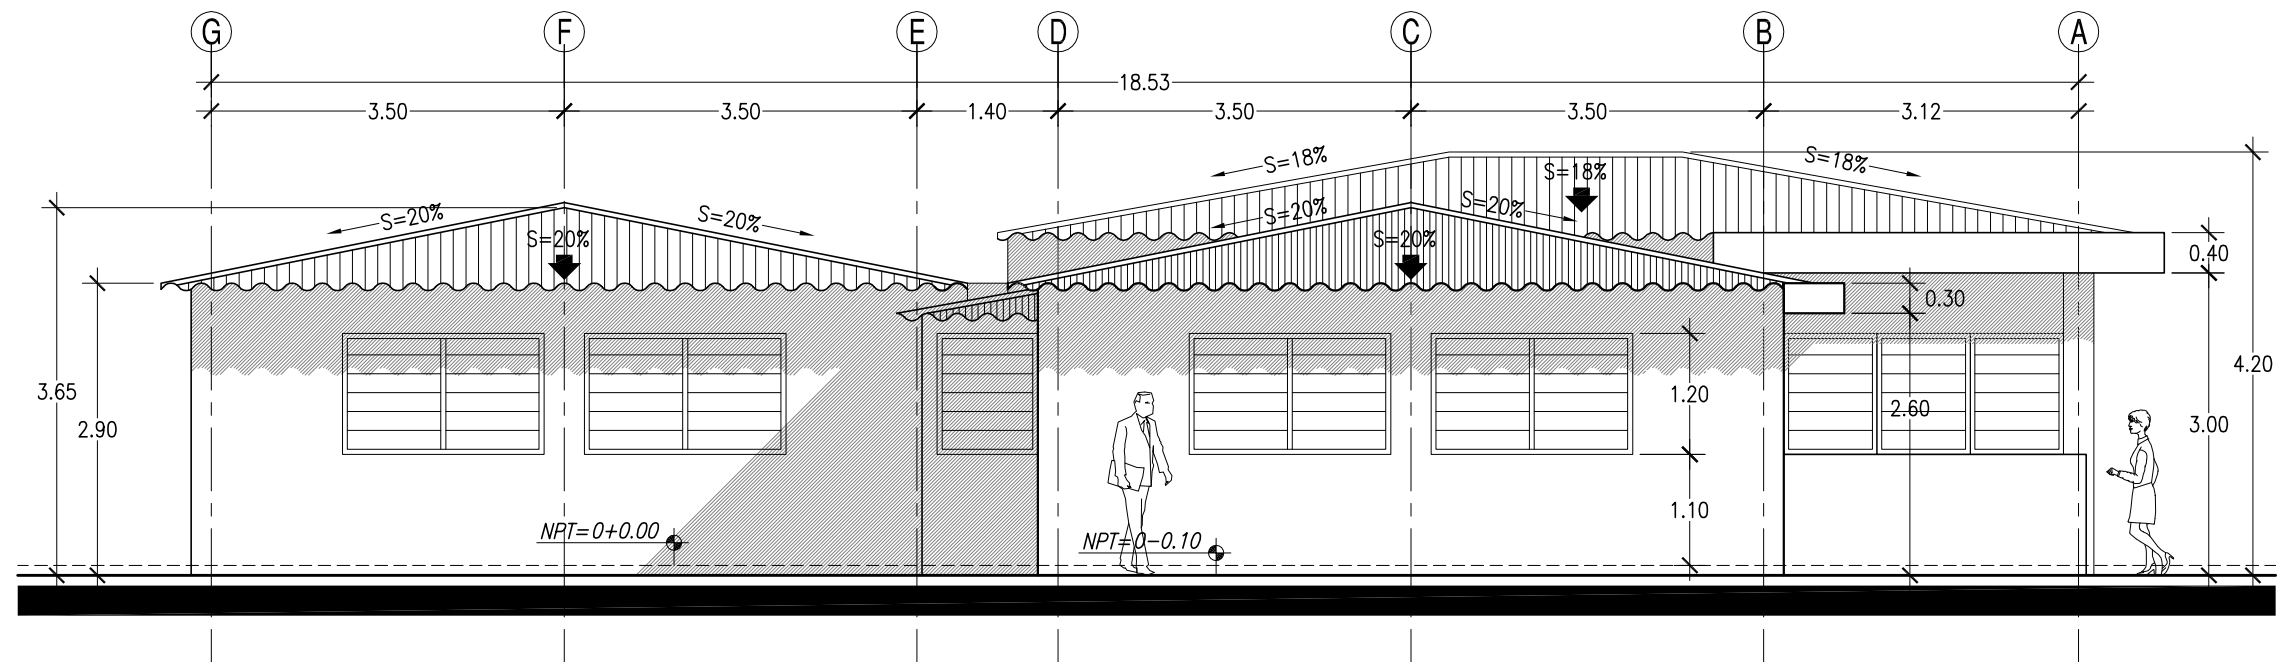 G F E D C B A
18.53
3.50 3.50 1.40 3.50 3.50 3.12
S=18% S=18% S=18%
S=20% S=20% S=20% S=20%
S=20% S=20%
0.40
0.30
3.65 1.20 2.60 4.20
2.90 3.00
1.10
NPT=0+0.00 NPT=0-0.10